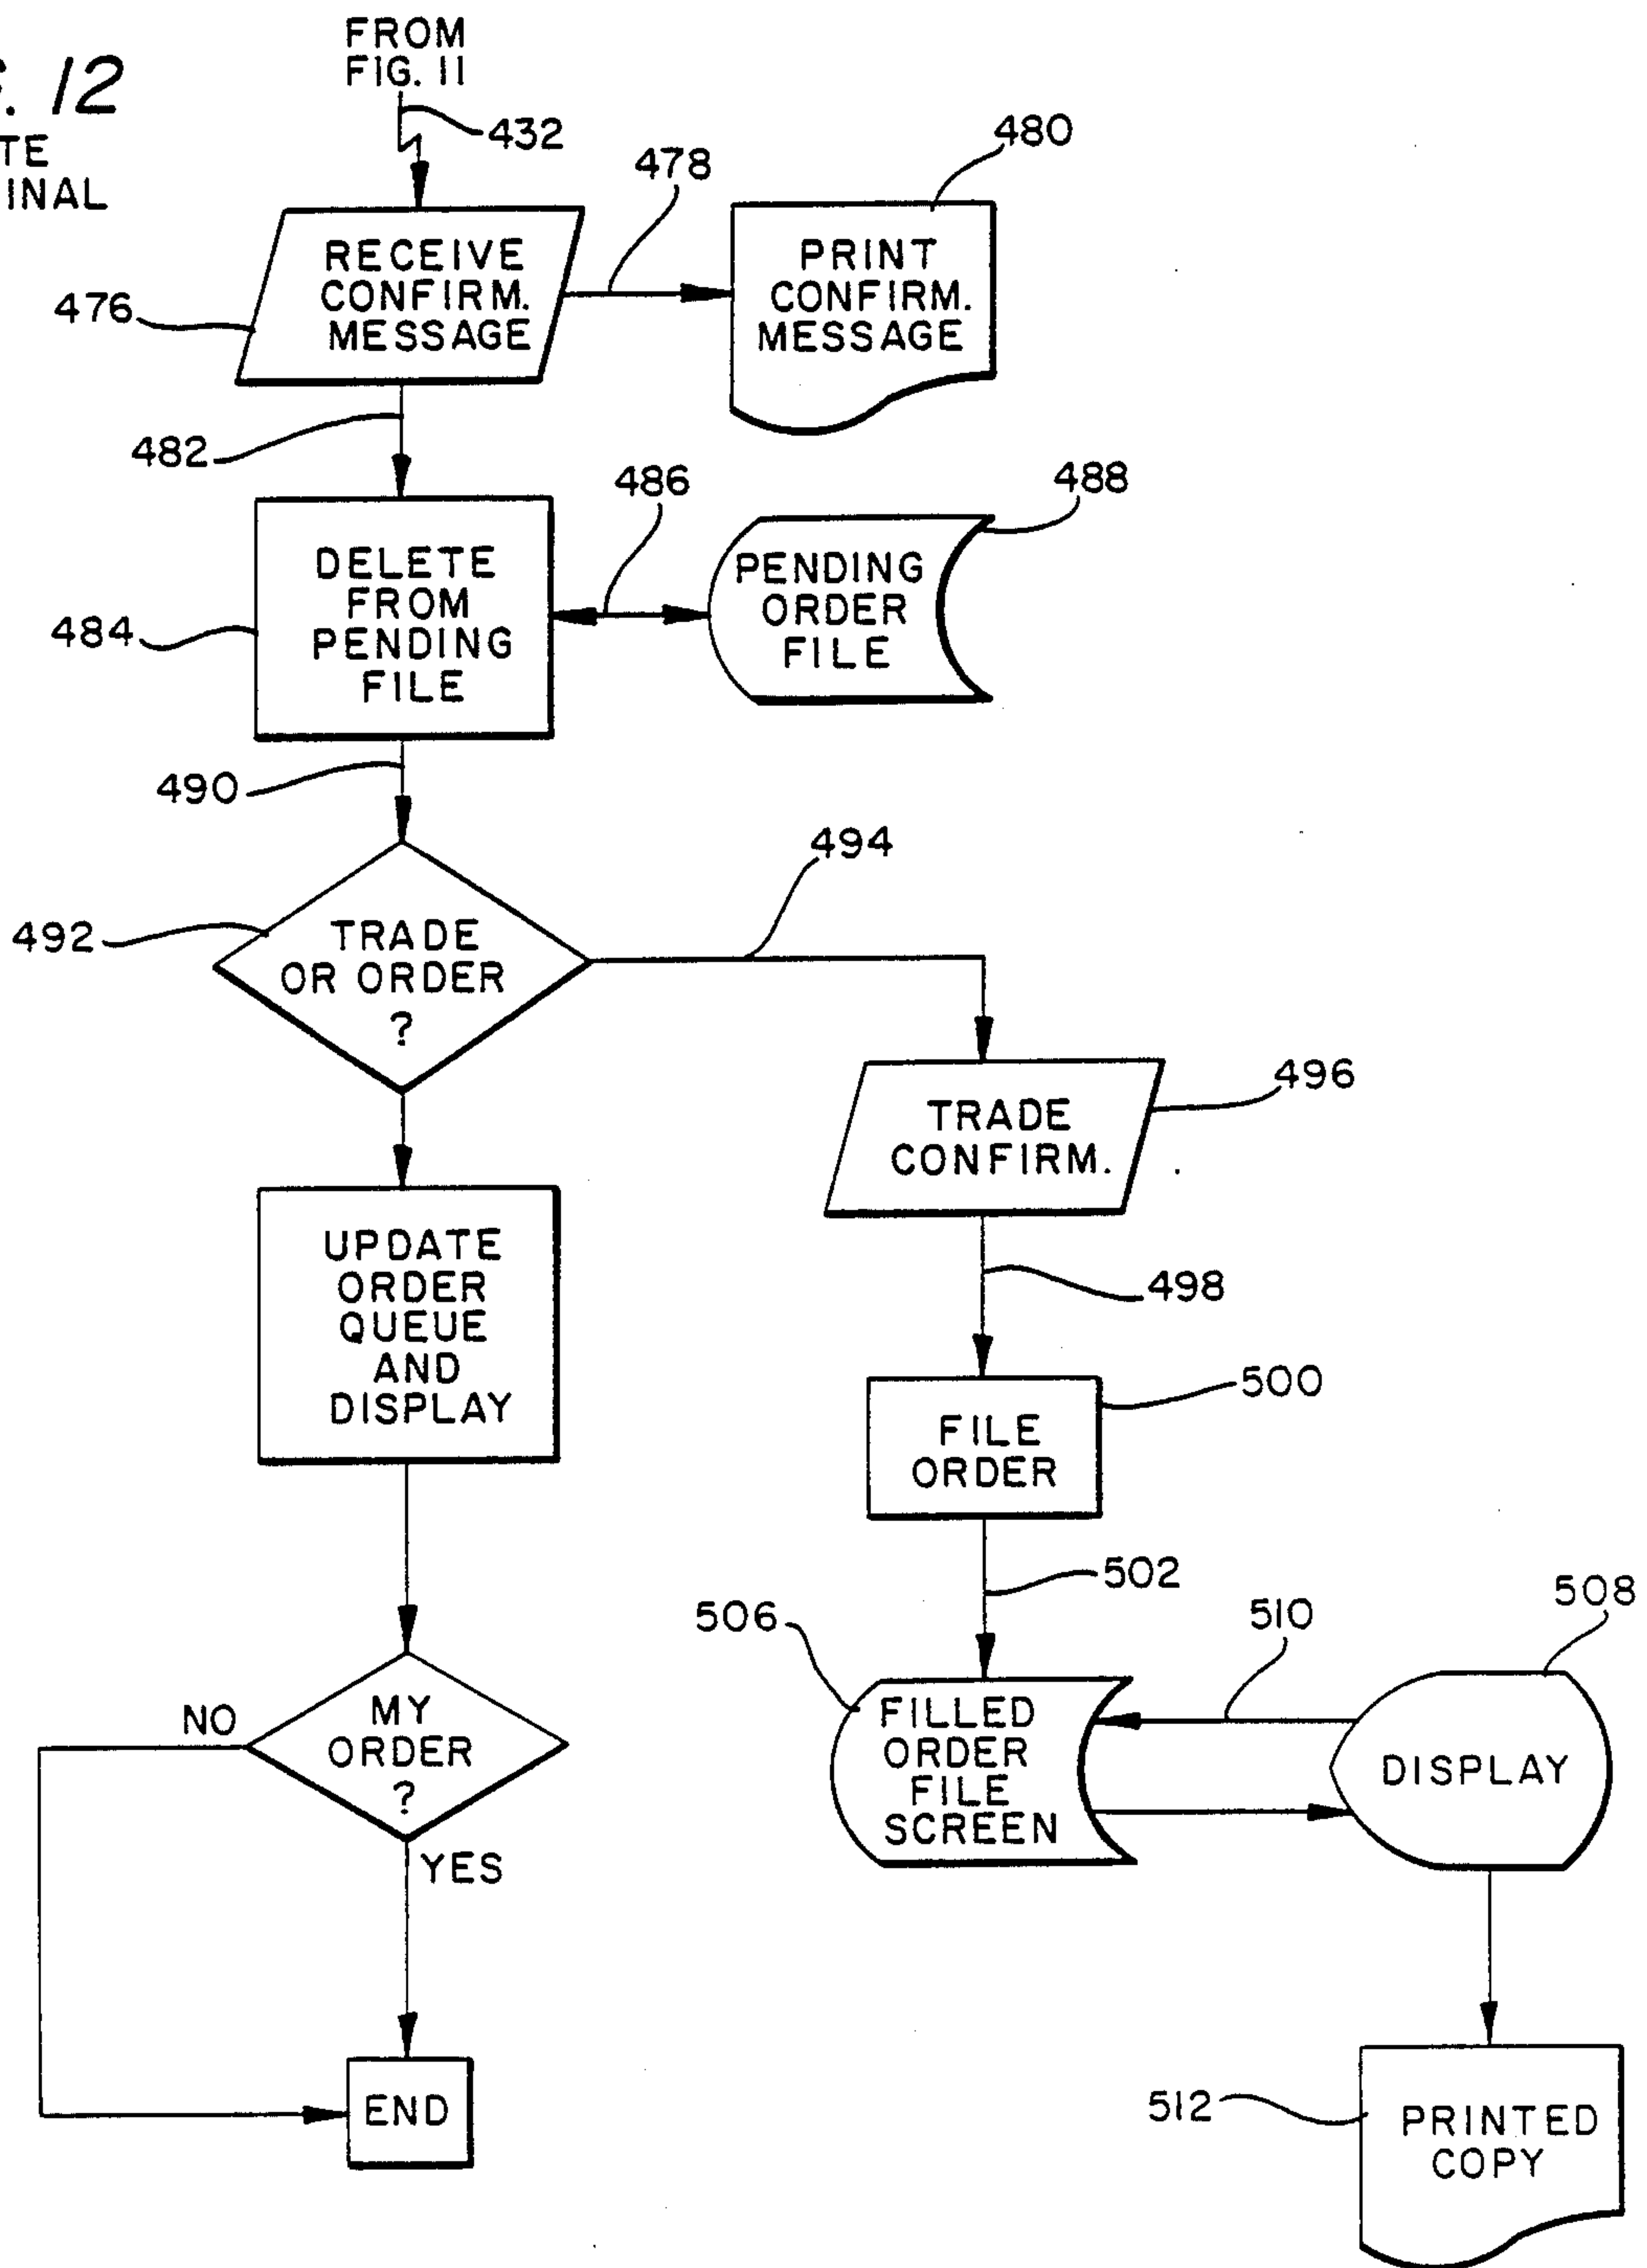 FROM
FIG. 11
12
432
478
480
RECEIVE
CONFIRM.
MESSAGE
PRINT
CONFIRM.
MESSAGE
476
482
486
488
DELETE
FROM
PENDING
FILE
PENDING
ORDER
FILE
484
490
494
492
TRADE
OR ORDER
?
496
TRADE
CONFIRM.
UPDATE
ORDER
QUEUE
AND
DISPLAY
498
500
FILE
ORDER
502
506
510
508
NO
MY
ORDER
?
YES
FILLED
ORDER
FILE
SCREEN
DISPLAY
END
512
PRINTED
COPY